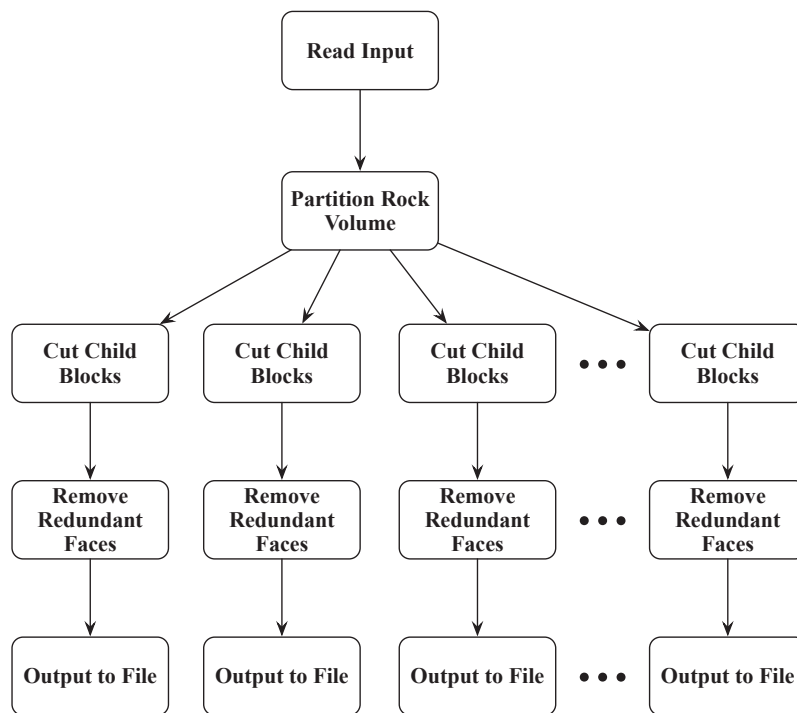 Read Input
Partition Rock
Volume
Cut Child
Blocks
Cut Child
Blocks
Cut Child
Blocks
Cut Child
Blocks
Remove
Redundant
Faces
Remove
Redundant
Faces
Remove
Redundant
Faces
Remove
Redundant
Faces
Output to File
Output to File
Output to File
Output to File